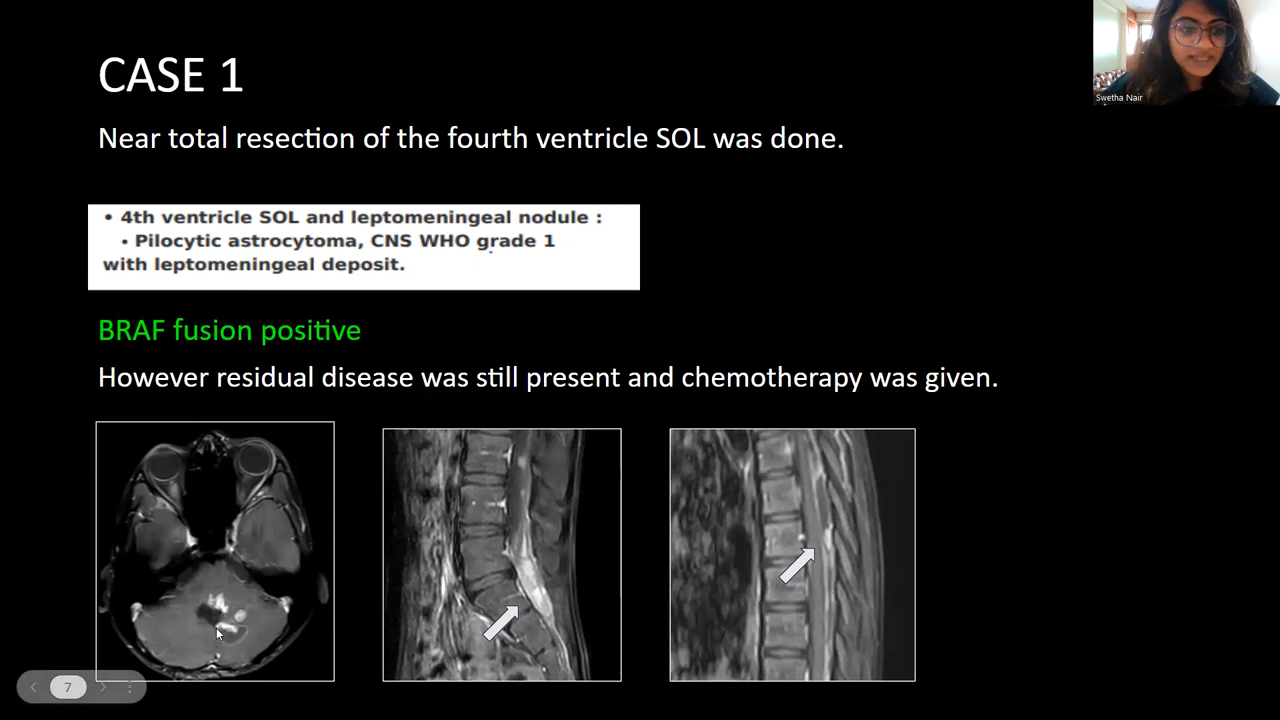 CASE 1
Swetha Nair
Near total resection of the fourth ventricle SOL was done.
• 4th ventricle SOL and leptomeningeal nodule :
• Pilocytic astrocytoma, CNS WHO grade 1
with leptomeningeal deposit.
BRAF fusion positive
However residual disease was still present and chemotherapy was given.
7